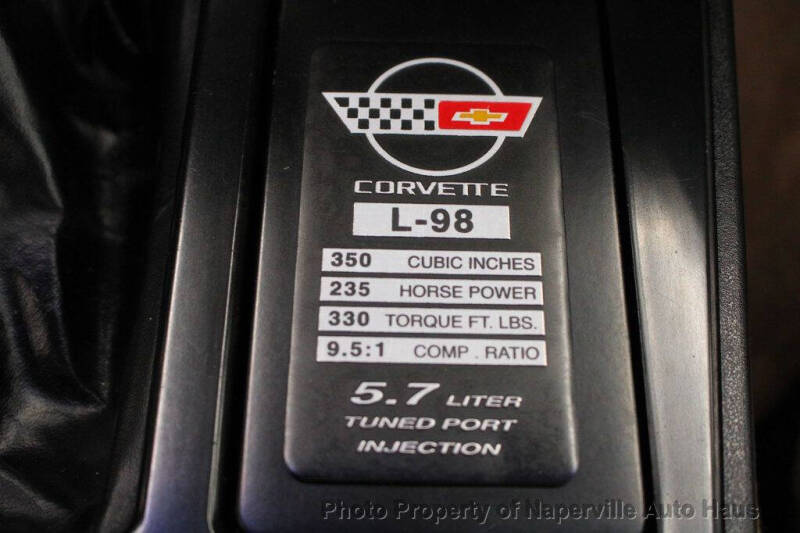 CORVETTE
L-98
350 CUBIC INCHES
235 HORSE POWER
330 TORQUE FT. LBS.
9.5:1 COMP. RATIO
5.7 LITER
TUNED PORT
INJECTION
Photo Property of Naperville Auto Haus